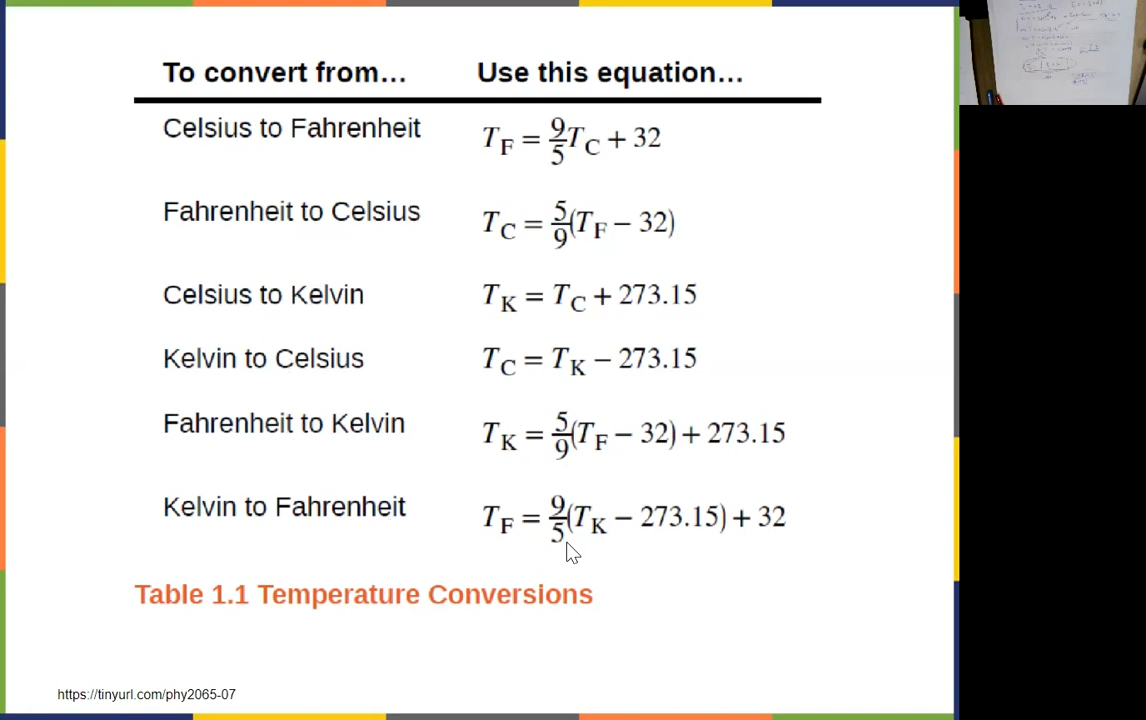 To convert from… Use this equation…
Celsius to Fahrenheit T_F = 9/5 T_C + 32
Fahrenheit to Celsius T_C = 5/9 (T_F − 32)
Celsius to Kelvin T_K = T_C + 273.15
Kelvin to Celsius T_C = T_K − 273.15
Fahrenheit to Kelvin T_K = 5/9 (T_F − 32) + 273.15
Kelvin to Fahrenheit T_F = 9/5 (T_K − 273.15) + 32
Table 1.1 Temperature Conversions
https://tinyurl.com/phy2065-07